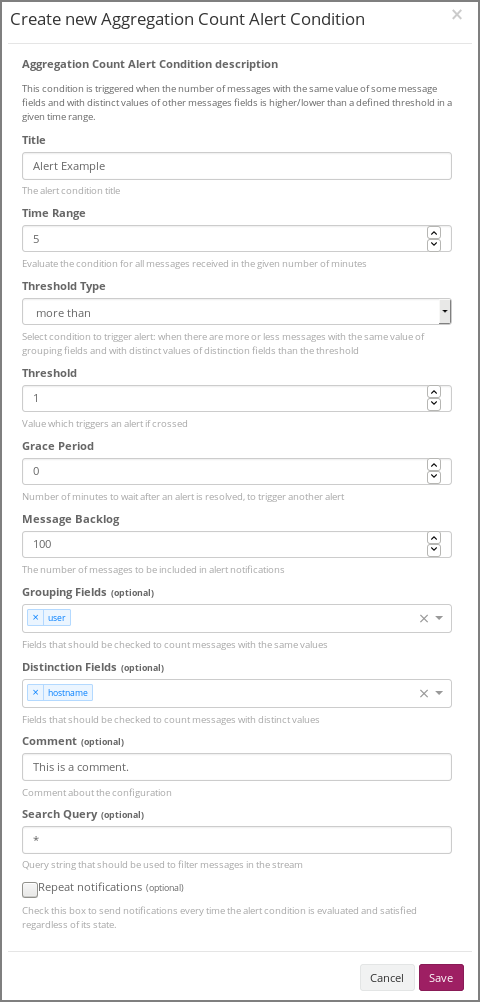 Create new Aggregation Count Alert Condition
×
Aggregation Count Alert Condition description
This condition is triggered when the number of messages with the same value of some message
fields and with distinct values of other messages fields is higher/lower than a defined threshold in a
given time range.
Title
Alert Example
The alert condition title
Time Range
5
Evaluate the condition for all messages received in the given number of minutes
Threshold Type
more than
Select condition to trigger alert: when there are more or less messages with the same value of
grouping fields and with distinct values of distinction fields than the threshold
Threshold
1
Value which triggers an alert if crossed
Grace Period
0
Number of minutes to wait after an alert is resolved, to trigger another alert
Message Backlog
100
The number of messages to be included in alert notifications
Grouping Fields (optional)
× user ×
Fields that should be checked to count messages with the same values
Distinction Fields (optional)
× hostname ×
Fields that should be checked to count messages with distinct values
Comment (optional)
This is a comment.
Comment about the configuration
Search Query (optional)
*
Query string that should be used to filter messages in the stream
Repeat notifications (optional)
Check this box to send notifications every time the alert condition is evaluated and satisfied
regardless of its state.
Cancel Save